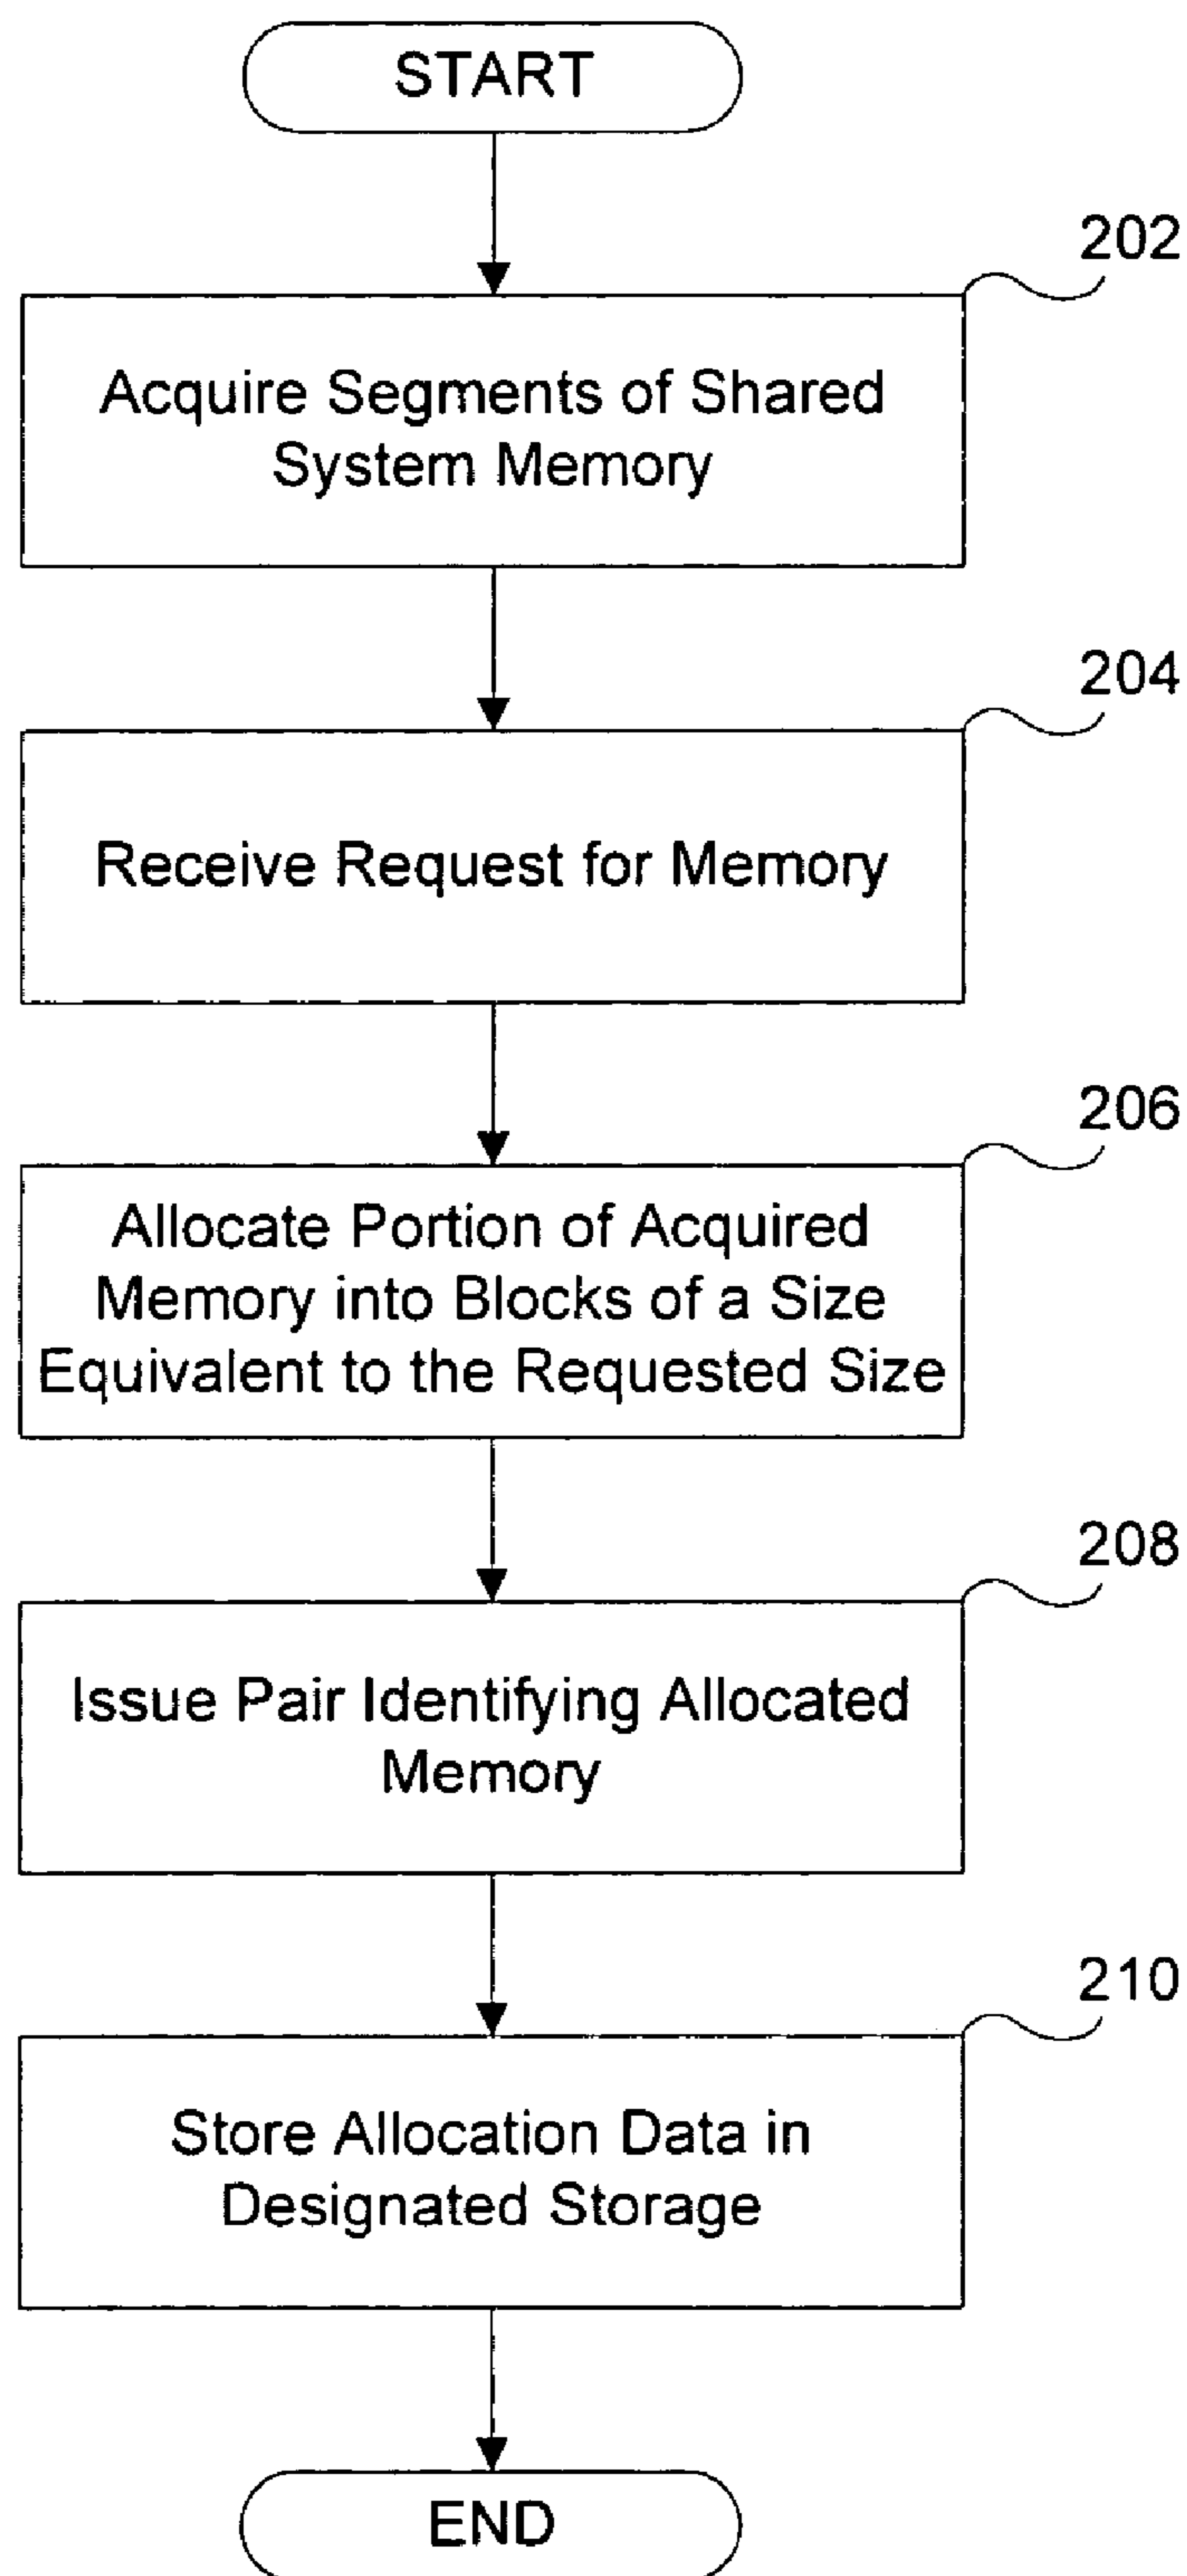 START
202
Acquire Segments of Shared
System Memory
204
Receive Request for Memory
206
Allocate Portion of Acquired
Memory into Blocks of a Size
Equivalent to the Requested Size
208
Issue Pair Identifying Allocated
Memory
210
Store Allocation Data in
Designated Storage
END